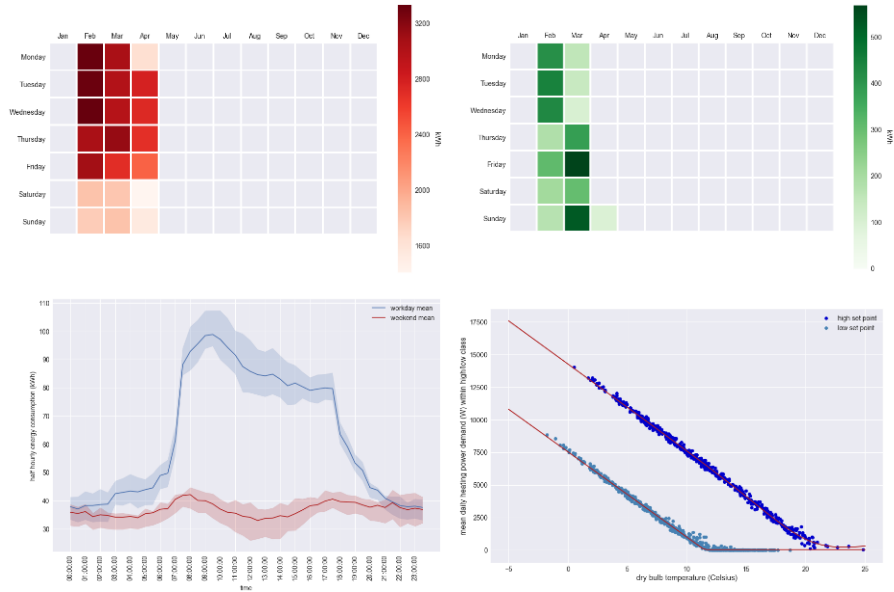 Jan Feb Mar Apr May Jun Jul Aug Sep Oct Nov Dec
Monday
Tuesday
Wednesday
Thursday
Friday
Saturday
Sunday
3200
2800
2400
2000
1600
kWh
Jan Feb Mar Apr May Jun Jul Aug Sep Oct Nov Dec
Monday
Tuesday
Wednesday
Thursday
Friday
Saturday
Sunday
500
400
300
200
100
0
kWh
110
100
90
80
70
60
50
40
30
half hourly energy consumption (kWh)
workday mean
weekend mean
00:00:00 01:00:00 02:00:00 03:00:00 04:00:00 05:00:00 06:00:00 07:00:00 08:00:00 09:00:00 10:00:00 11:00:00 12:00:00 13:00:00 14:00:00 15:00:00 16:00:00 17:00:00 18:00:00 19:00:00 20:00:00 21:00:00 22:00:00 23:00:00
time
17500
15000
12500
10000
7500
5000
2500
0
mean daily heating power demand (W) within high/low class
high set point
low set point
−5 0 5 10 15 20 25
dry bulb temperature (Celsius)